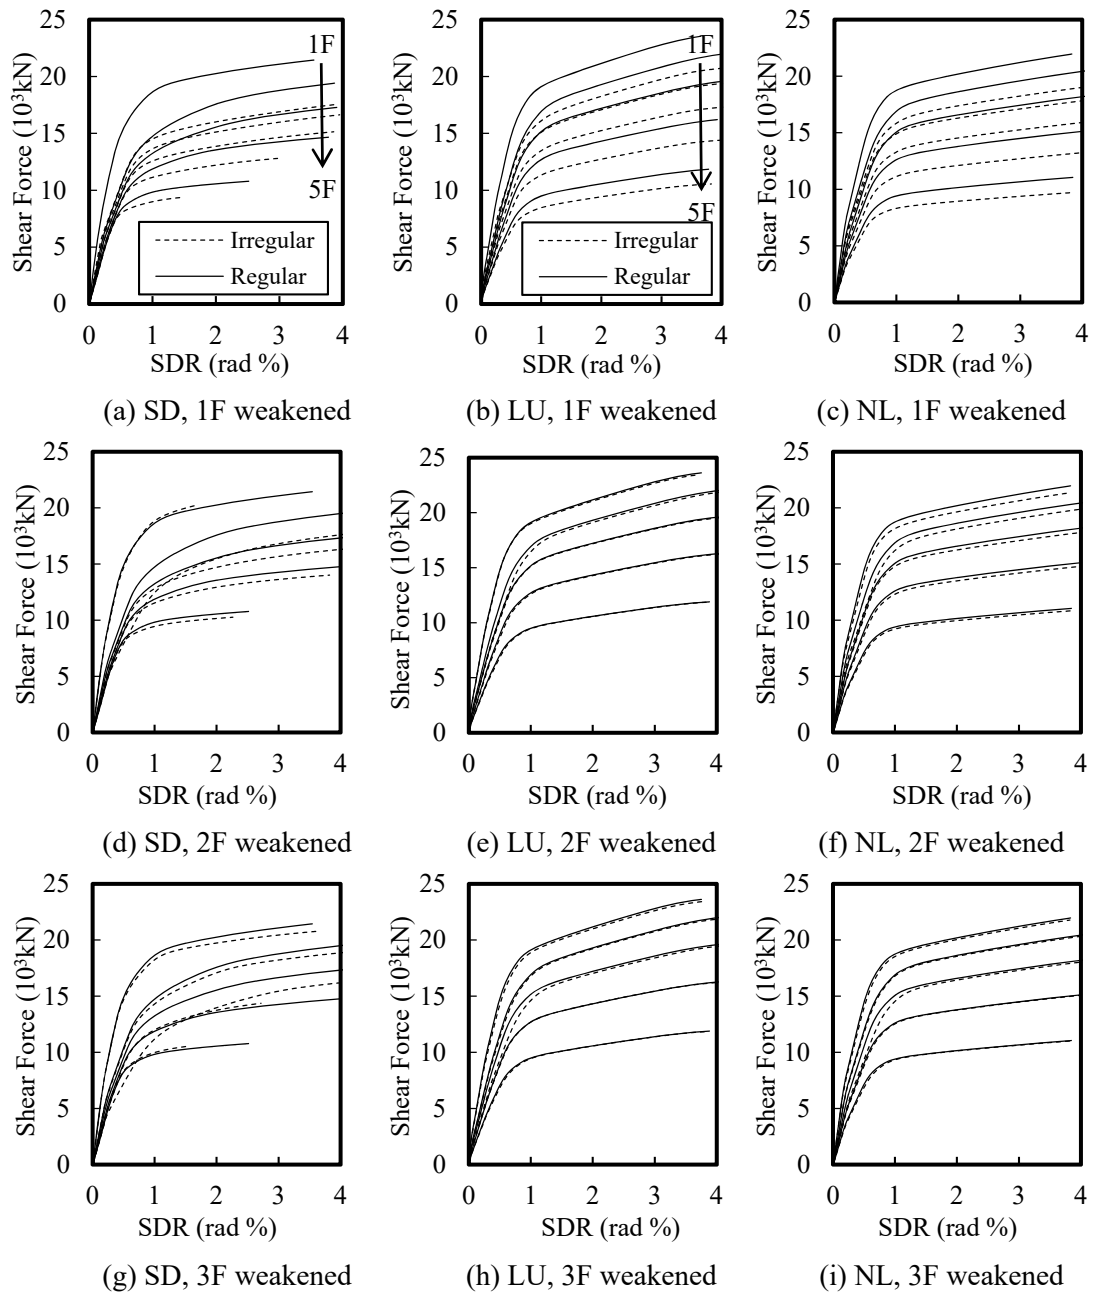 25
20
15
10
5
0
Shear Force (10³kN)
1F
5F
Irregular
Regular
0 1 2 3 4
SDR (rad %)
(a) SD, 1F weakened
25
20
15
10
5
0
Shear Force (10³kN)
1F
5F
Irregular
Regular
0 1 2 3 4
SDR (rad %)
(b) LU, 1F weakened
25
20
15
10
5
0
Shear Force (10³kN)
0 1 2 3 4
SDR (rad %)
(c) NL, 1F weakened
25
20
15
10
5
0
Shear Force (10³kN)
0 1 2 3 4
SDR (rad %)
(d) SD, 2F weakened
25
20
15
10
5
0
Shear Force (10³kN)
0 1 2 3 4
SDR (rad %)
(e) LU, 2F weakened
25
20
15
10
5
0
Shear Force (10³kN)
0 1 2 3 4
SDR (rad %)
(f) NL, 2F weakened
25
20
15
10
5
0
Shear Force (10³kN)
0 1 2 3 4
SDR (rad %)
(g) SD, 3F weakened
25
20
15
10
5
0
Shear Force (10³kN)
0 1 2 3 4
SDR (rad %)
(h) LU, 3F weakened
25
20
15
10
5
0
Shear Force (10³kN)
0 1 2 3 4
SDR (rad %)
(i) NL, 3F weakened